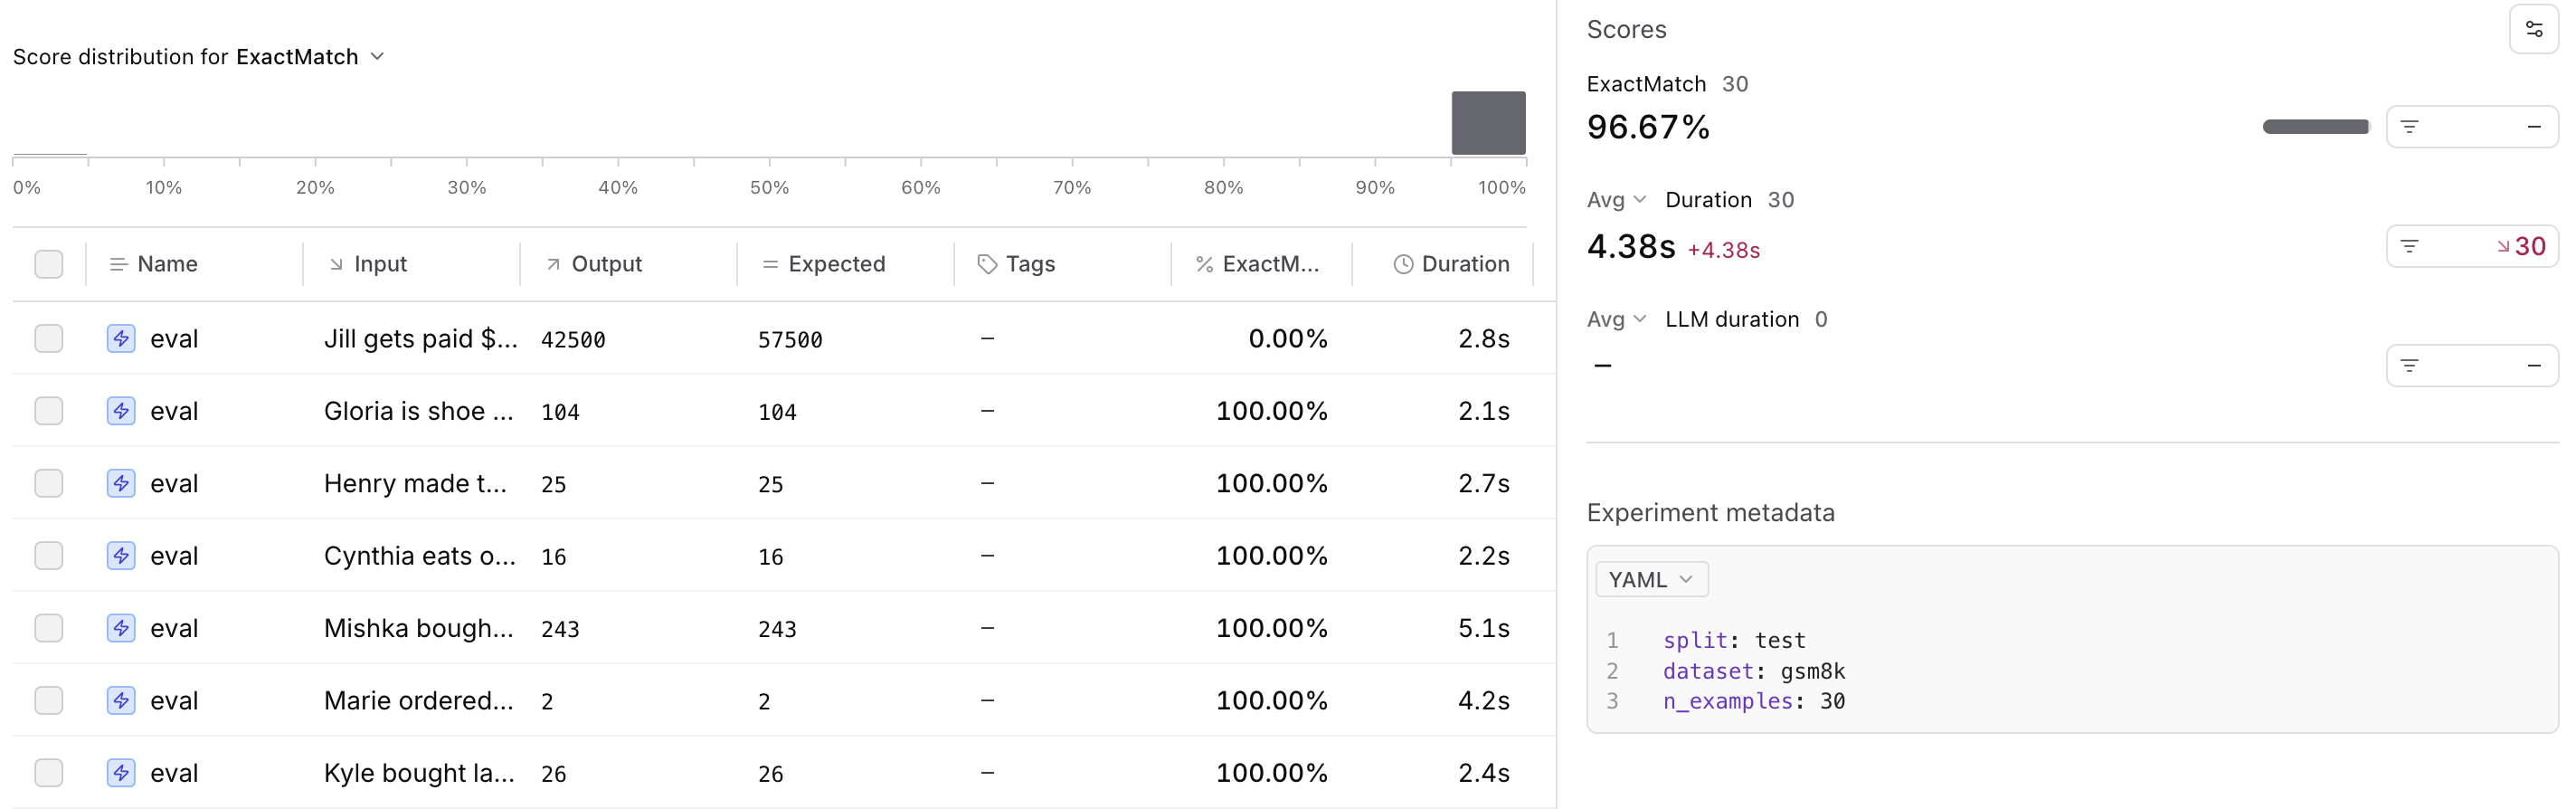 Score distribution for ExactMatch
0% 10% 20% 30% 40% 50% 60% 70% 80% 90% 100%
Name Input Output Expected Tags ExactM... Duration
eval Jill gets paid $... 42500 57500 – 0.00% 2.8s
eval Gloria is shoe ... 104 104 – 100.00% 2.1s
eval Henry made t... 25 25 – 100.00% 2.7s
eval Cynthia eats o... 16 16 – 100.00% 2.2s
eval Mishka bough... 243 243 – 100.00% 5.1s
eval Marie ordered... 2 2 – 100.00% 4.2s
eval Kyle bought la... 26 26 – 100.00% 2.4s
Scores
ExactMatch 30
96.67% –
Avg Duration 30
4.38s +4.38s 30
Avg LLM duration 0
– –
Experiment metadata
YAML
1 split: test
2 dataset: gsm8k
3 n_examples: 30